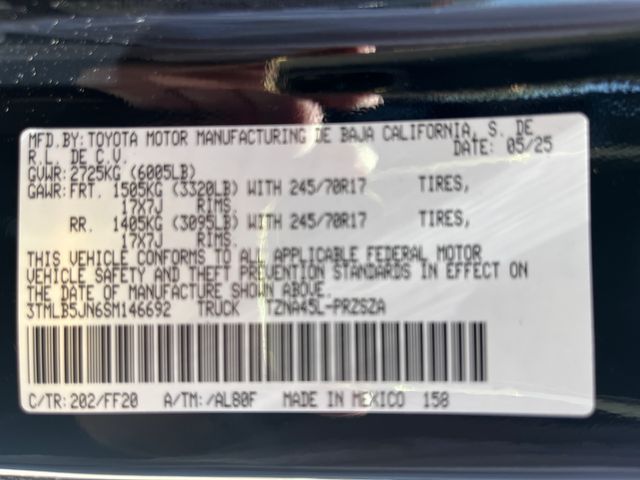 MFD.BY:TOYOTA MOTOR MANUFACTURING DE BAJA CALIFORNIA, S. DE
R.L. DE C.V. DATE: 05/25
GVWR:2725KG (6005LB)
GAWR:FRT. 1505KG (3320LB) WITH 245/70R17 TIRES,
17X7J RIMS.
RR. 1405KG (3095LB) WITH 245/70R17 TIRES,
17X7J RIMS.
THIS VEHICLE CONFORMS TO ALL APPLICABLE FEDERAL MOTOR
VEHICLE SAFETY AND THEFT PREVENTION STANDARDS IN EFFECT ON
THE DATE OF MANUFACTURE SHOWN ABOVE.
3TMLB5JN6SM146692 TRUCK TZNA45L-PRZSZA
C/TR:202/FF20 A/TM:/AL80F MADE IN MEXICO 158